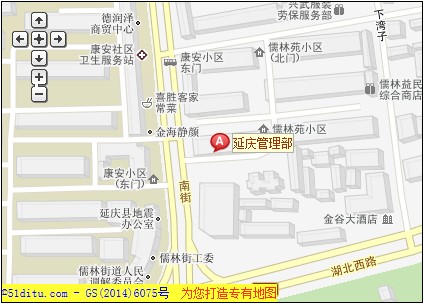 德润泽
商贸中心
兴武服装
劳保服务部
下湾子
康安社区
卫生服务站
康安小区
东门
儒林苑小区
(北门)
儒林益民
综合商店
喜胜客家
常菜
金海静颜
儒林苑小区
A
延庆管理部
康安小区
(东门)
南街
延庆县地震
办公室
金谷大酒店
儒林街工委
儒林街道人民
调解委员会
湖北西路
51ditu.com - GS(2014)6075号 为您打造专有地图